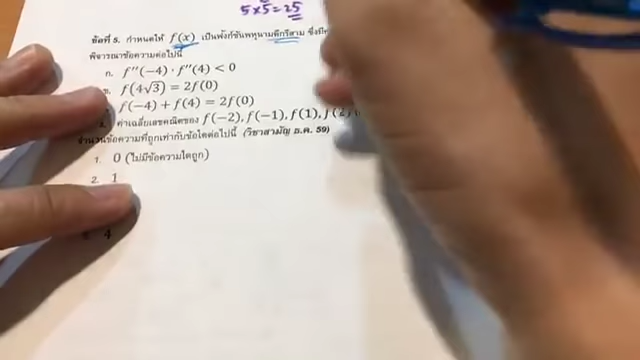 5×5=25
ข้อที่ 5. กำหนดให้ f(x) เป็นฟังก์ชันพหุนามดีกรีสาม ซึ่งมี
พิจารณาข้อความต่อไปนี้
ก. f''(−4) · f''(4) < 0
ข. f(4√3) = 2f(0)
f(−4) + f(4) = 2f(0)
ค่าเฉลี่ยเลขคณิตของ f(−2), f(−1), f(1), f(2)
จำนวนข้อความที่ถูกเท่ากับข้อใดต่อไปนี้ (วิชาสามัญ ธ.ค. 59)
1. 0 (ไม่มีข้อความใดถูก)
2. 1
4